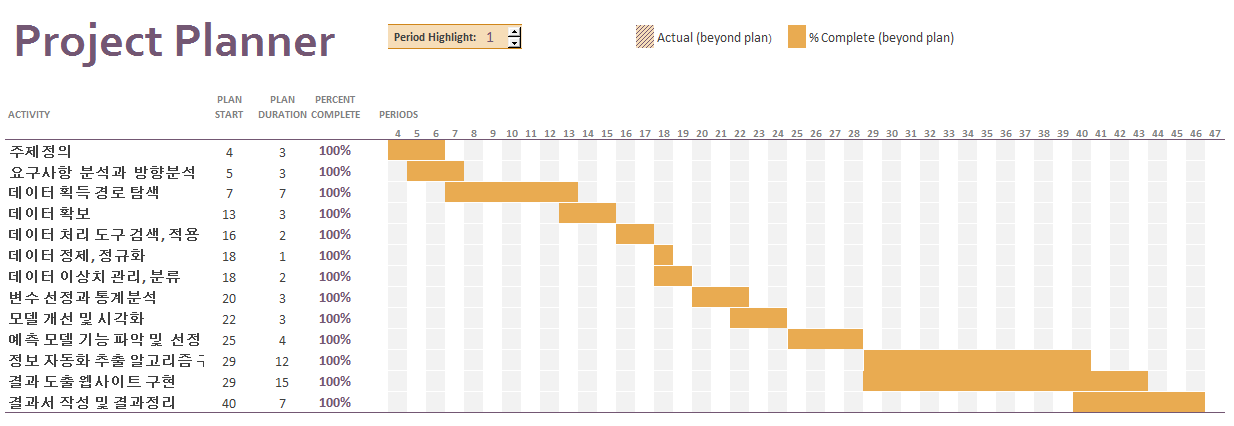 Project Planner
Period Highlight: 1
Actual (beyond plan)
% Complete (beyond plan)
PLAN PLAN PERCENT
ACTIVITY START DURATION COMPLETE PERIODS
4 5 6 7 8 9 10 11 12 13 14 15 16 17 18 19 20 21 22 23 24 25 26 27 28 29 30 31 32 33 34 35 36 37 38 39 40 41 42 43 44 45 46 47
주제정의 4 3 100%
요구사항 분석과 방향분석 5 3 100%
데이터 획득 경로 탐색 7 7 100%
데이터 확보 13 3 100%
데이터 처리 도구 검색, 적용 16 2 100%
데이터 정제, 정규화 18 1 100%
데이터 이상치 관리, 분류 18 2 100%
변수 선정과 통계분석 20 3 100%
모델 개선 및 시각화 22 3 100%
예측 모델 기능 파악 및 선정 25 4 100%
정보 자동화 추출 알고리즘 29 12 100%
결과 도출 웹사이트 구현 29 15 100%
결과서 작성 및 결과정리 40 7 100%